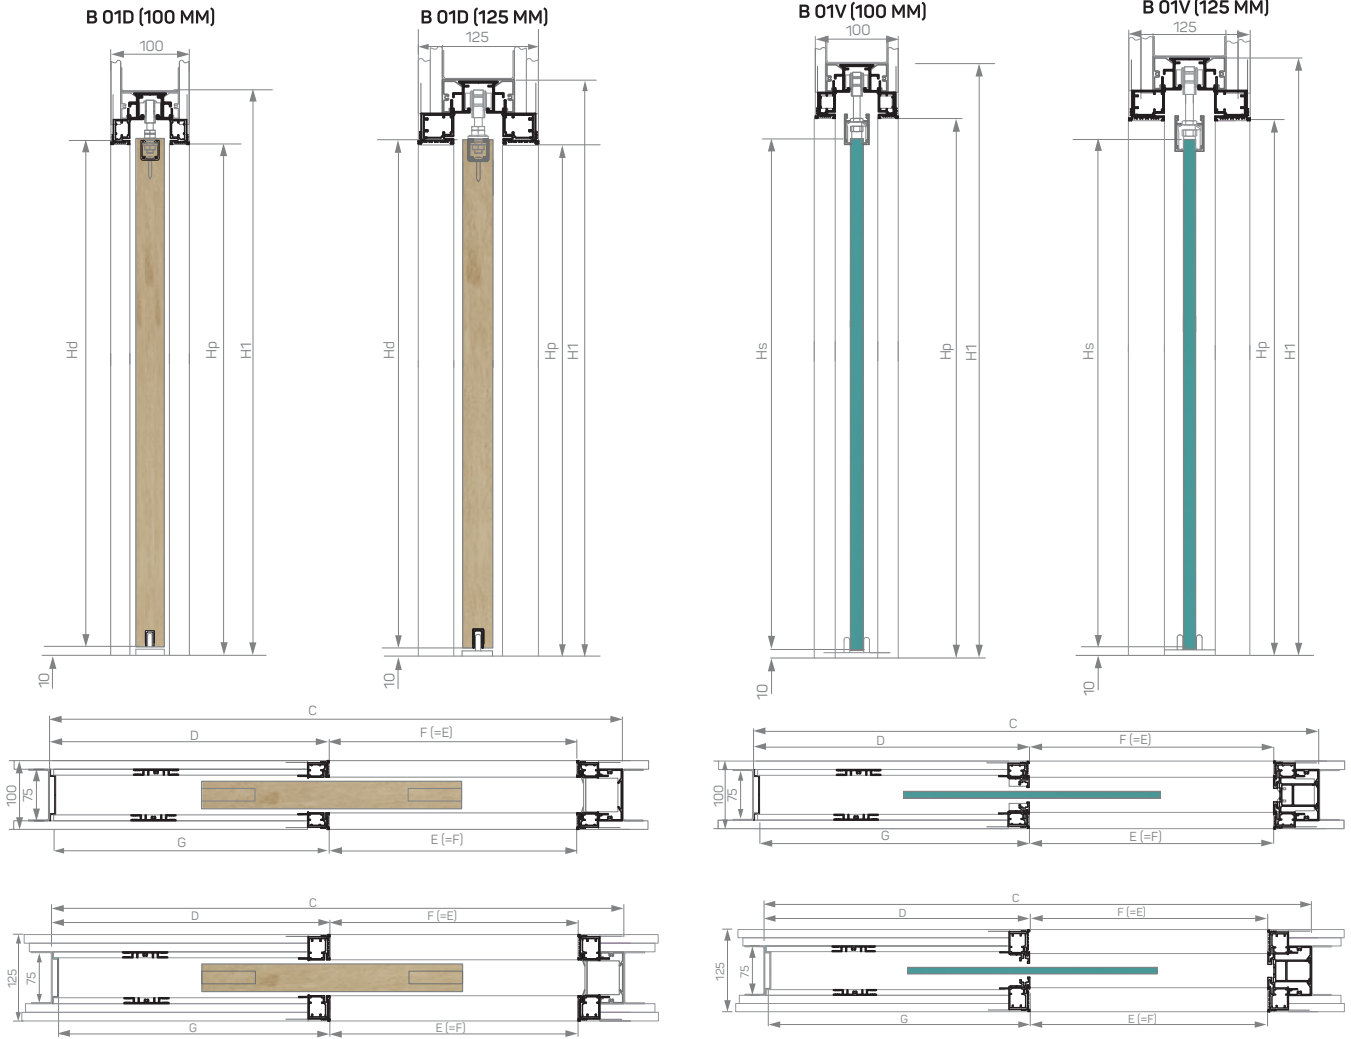 B 01D (100 MM)
100
Hd
Hp
H1
10
B 01D (125 MM)
125
Hd
Hp
H1
10
B 01V (100 MM)
100
Hs
Hp
H1
10
B 01V (125 MM)
125
Hs
Hp
H1
10
C
D
F (=E)
100
75
G
E (=F)
C
D
F (=E)
100
75
G
E (=F)
C
D
F (=E)
125
75
G
E (=F)
C
D
F (=E)
125
75
G
E (=F)